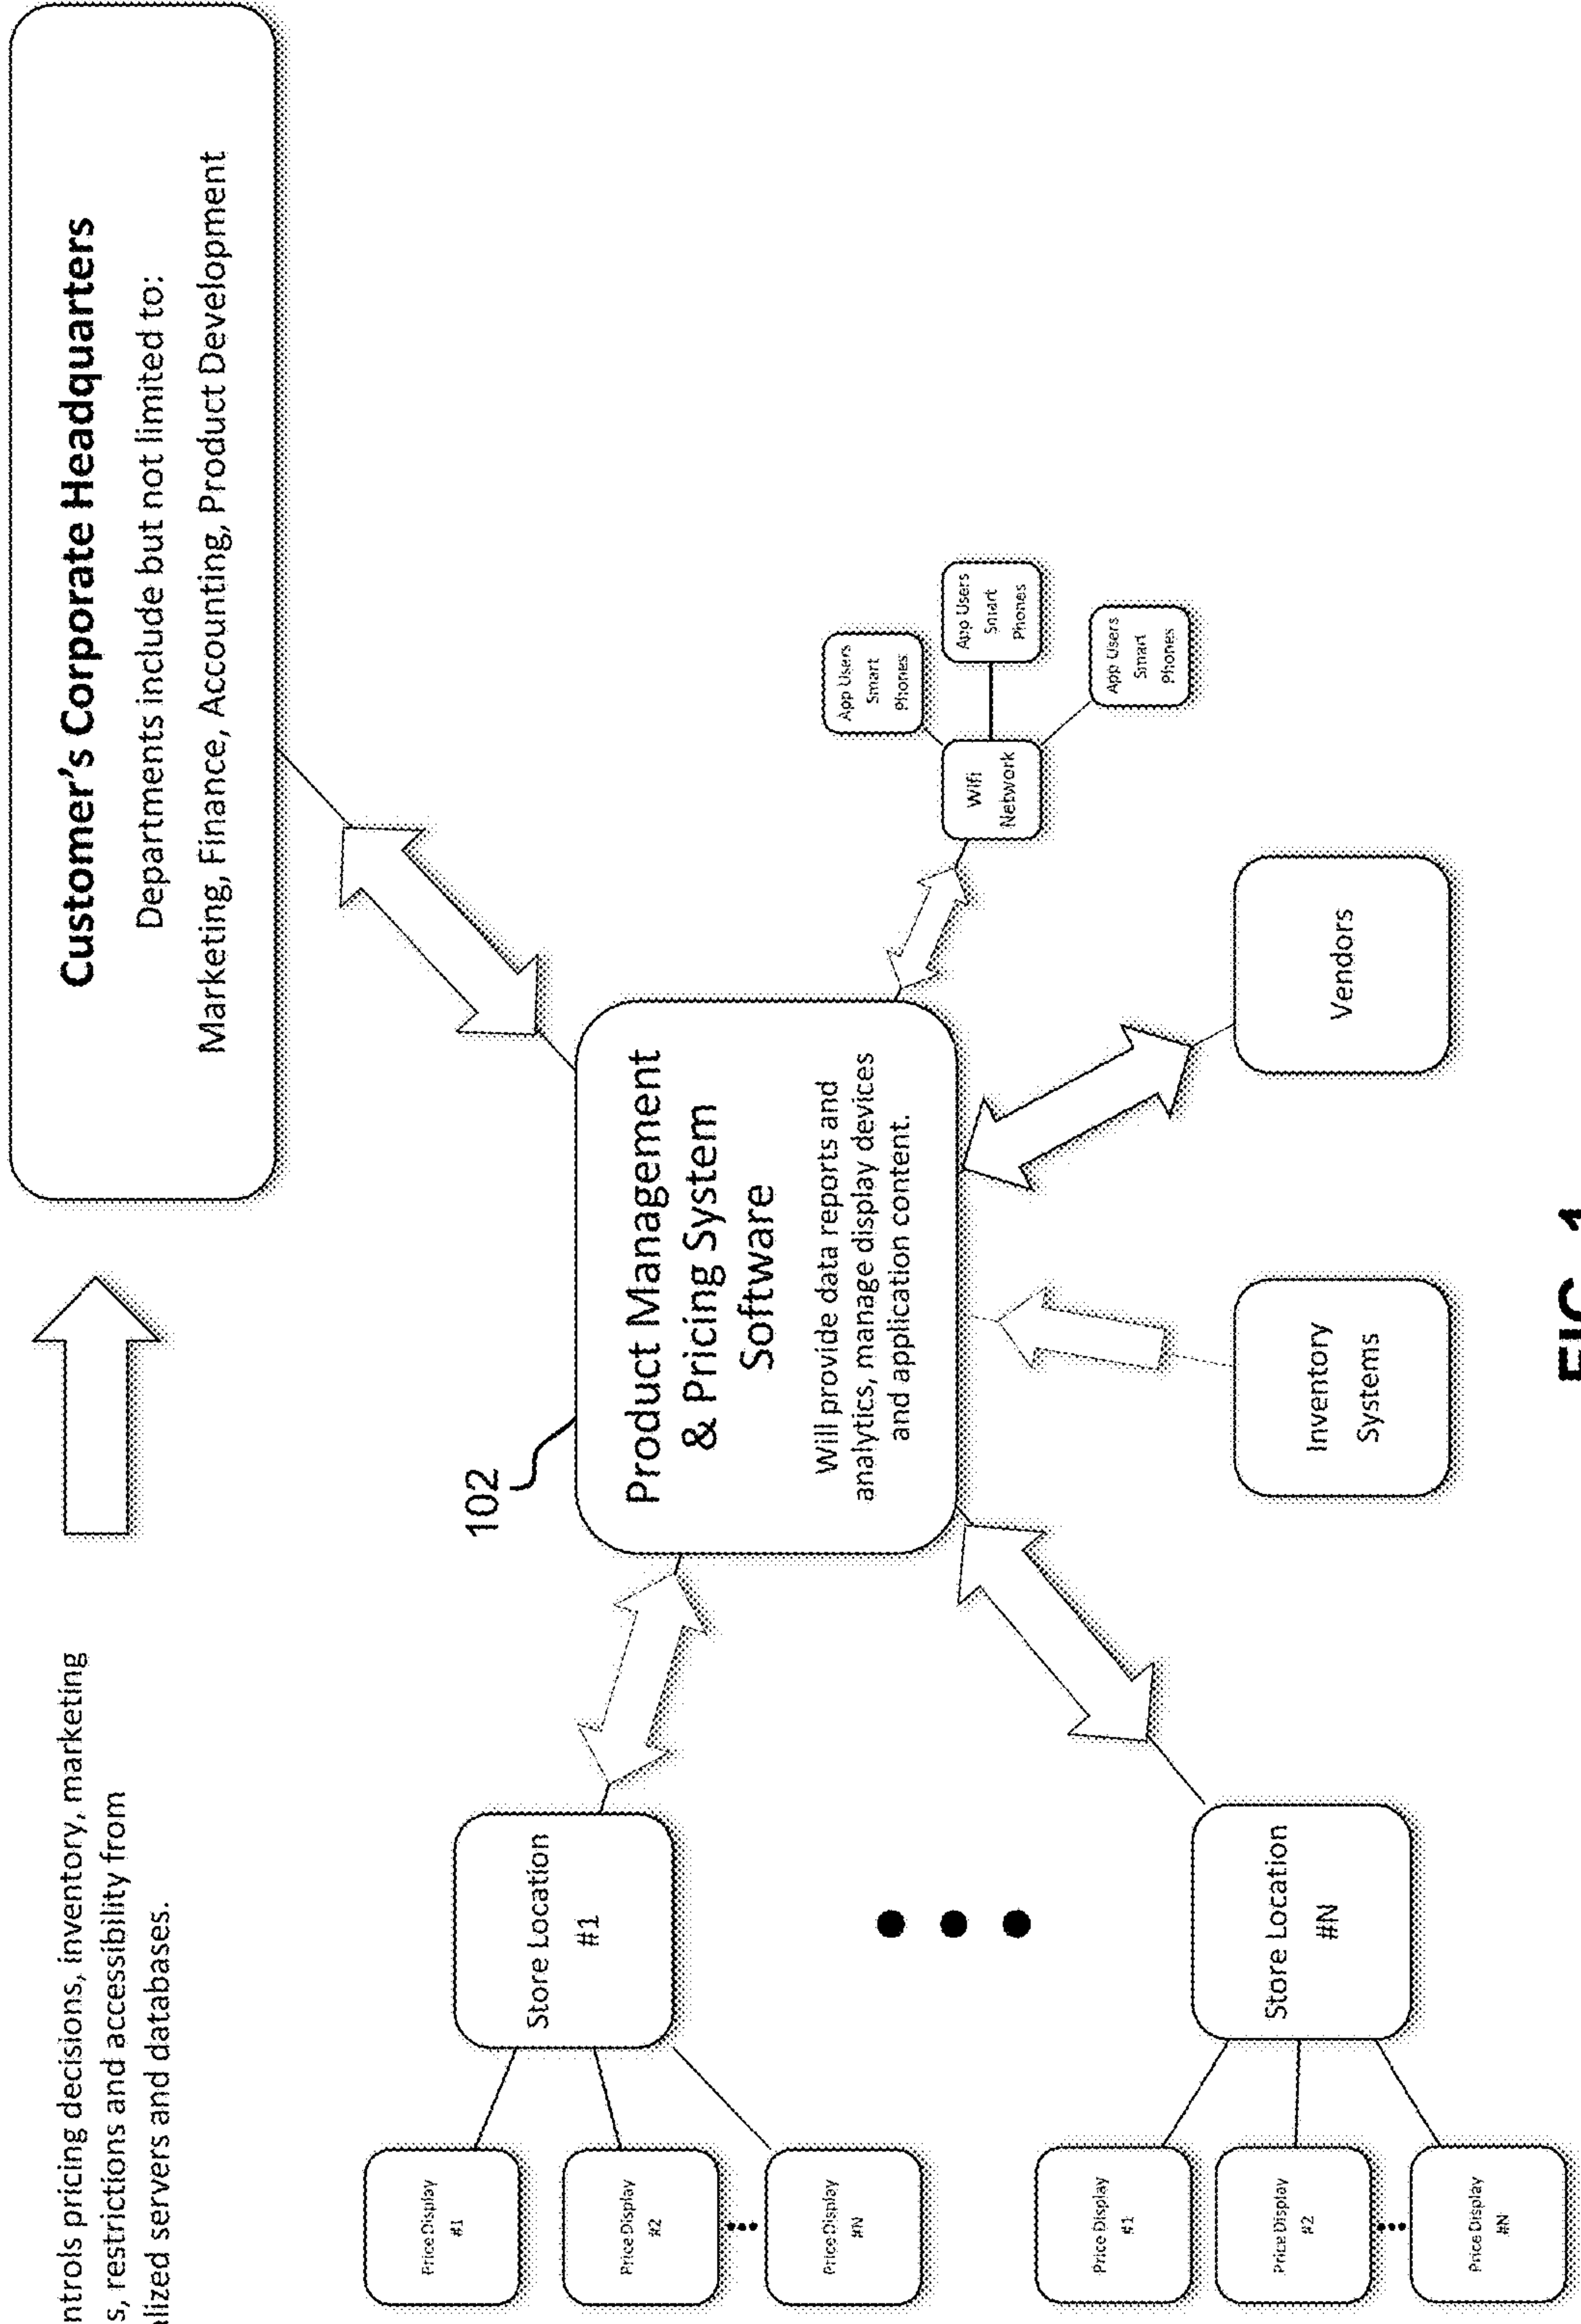 ntrols pricing decisions, inventory, marketing
s, restrictions and accessibility from
lized servers and databases.
Customer's Corporate Headquarters
Departments include but not limited to:
Marketing, Finance, Accounting, Product Development
102
Product Management
& Pricing System
Software
Will provide data reports and
analytics, manage display devices
and application content.
Store Location
#1
Price Display
#1
Price Display
#2
Price Display
#N
Store Location
#N
Price Display
#1
Price Display
#2
Price Display
#N
Inventory
Systems
Vendors
Wifi
Network
App Users
Smart
Phones
App Users
Smart
Phones
App Users
Smart
Phones
FIG. 1